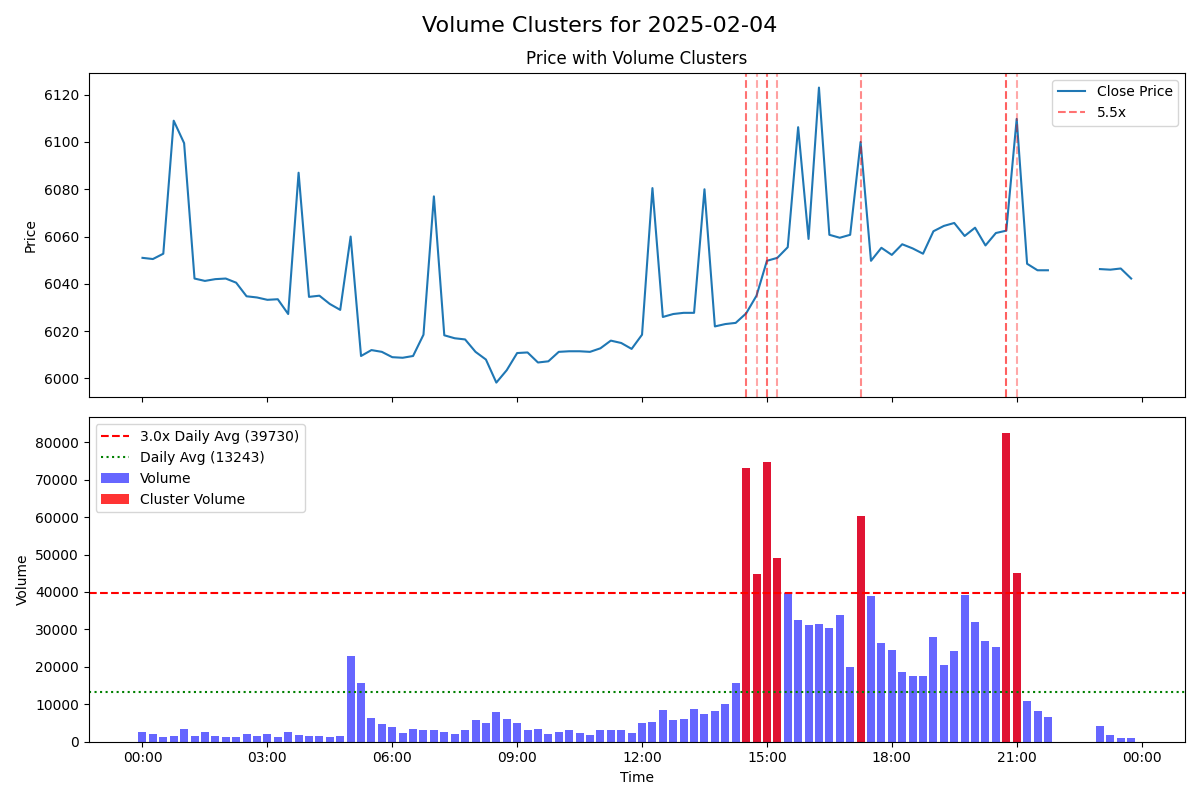 Volume Clusters for 2025-02-04
Price with Volume Clusters
6120
6100
6080
6060
6040
6020
6000
Price
Close Price
5.5x
80000
70000
60000
50000
40000
30000
20000
10000
0
Volume
3.0x Daily Avg (39730)
Daily Avg (13243)
Volume
Cluster Volume
00:00 03:00 06:00 09:00 12:00 15:00 18:00 21:00 00:00
Time